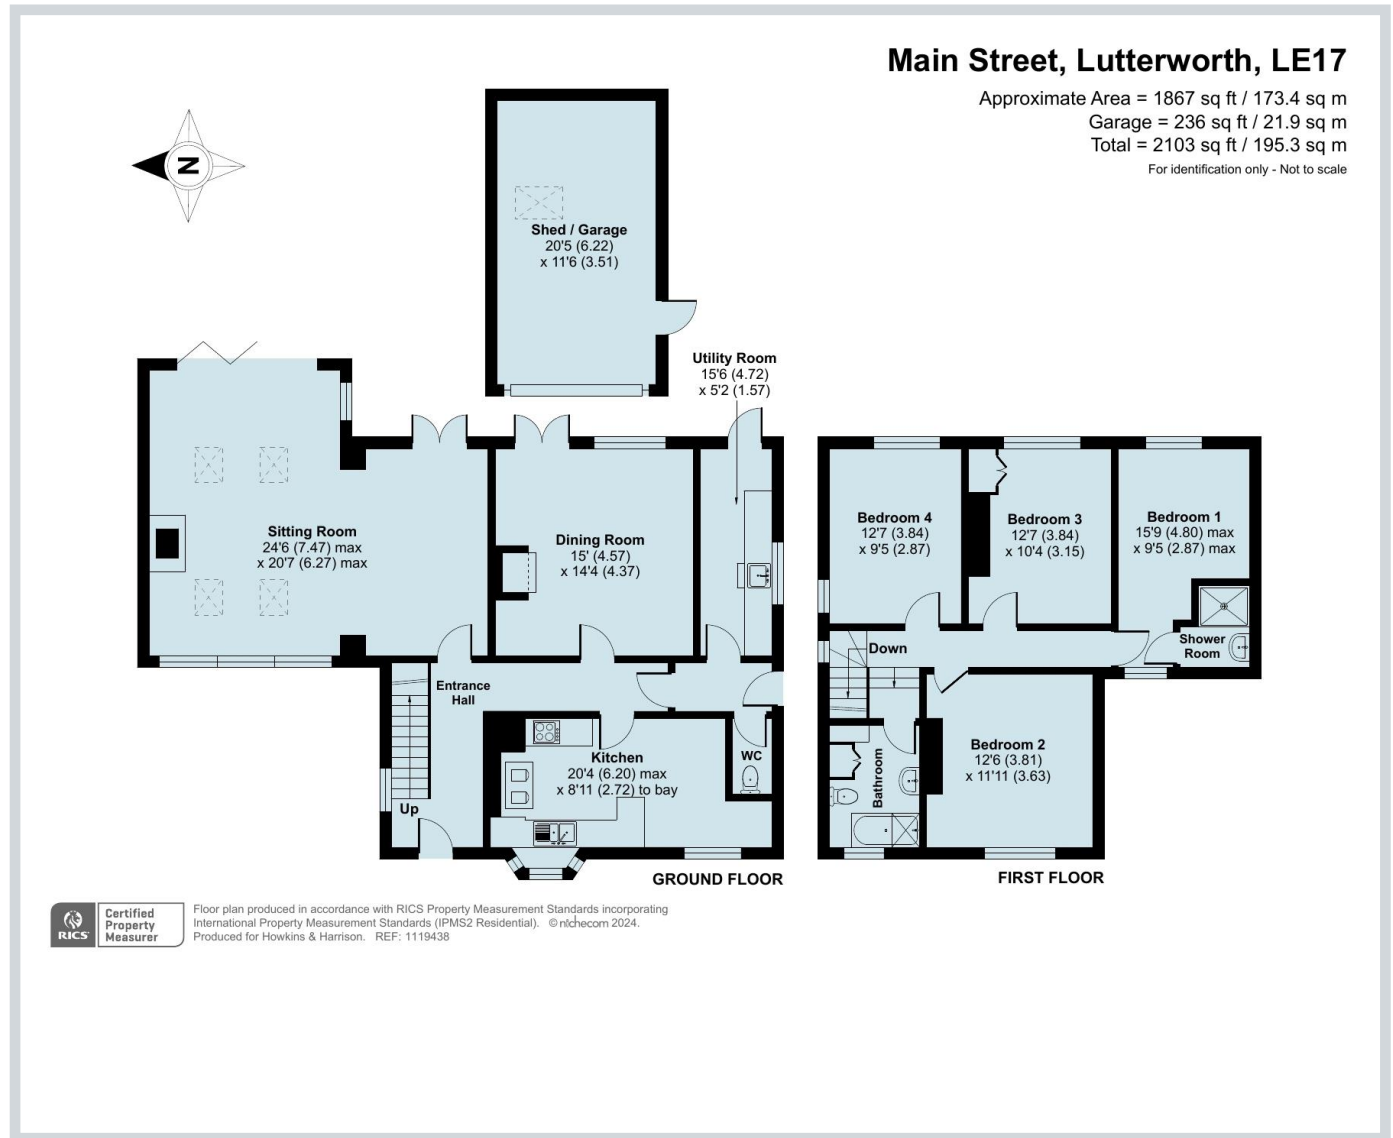 Main Street, Lutterworth, LE17
Approximate Area = 1867 sq ft / 173.4 sq m
Garage = 236 sq ft / 21.9 sq m
Total = 2103 sq ft / 195.3 sq m
For identification only - Not to scale
N
Shed / Garage
20'5 (6.22)
x 11'6 (3.51)
Utility Room
15'6 (4.72)
x 5'2 (1.57)
Sitting Room
24'6 (7.47) max
x 20'7 (6.27) max
Dining Room
15' (4.57)
x 14'4 (4.37)
Entrance
Hall
Up
Kitchen
20'4 (6.20) max
x 8'11 (2.72) to bay
WC
GROUND FLOOR
Bedroom 4
12'7 (3.84)
x 9'5 (2.87)
Bedroom 3
12'7 (3.84)
x 10'4 (3.15)
Bedroom 1
15'9 (4.80) max
x 9'5 (2.87) max
Shower
Room
Down
Bedroom 2
12'6 (3.81)
x 11'11 (3.63)
Bathroom
FIRST FLOOR
RICS
Certified
Property
Measurer
Floor plan produced in accordance with RICS Property Measurement Standards incorporating
International Property Measurement Standards (IPMS2 Residential). © nichecom 2024.
Produced for Howkins & Harrison. REF: 1119438